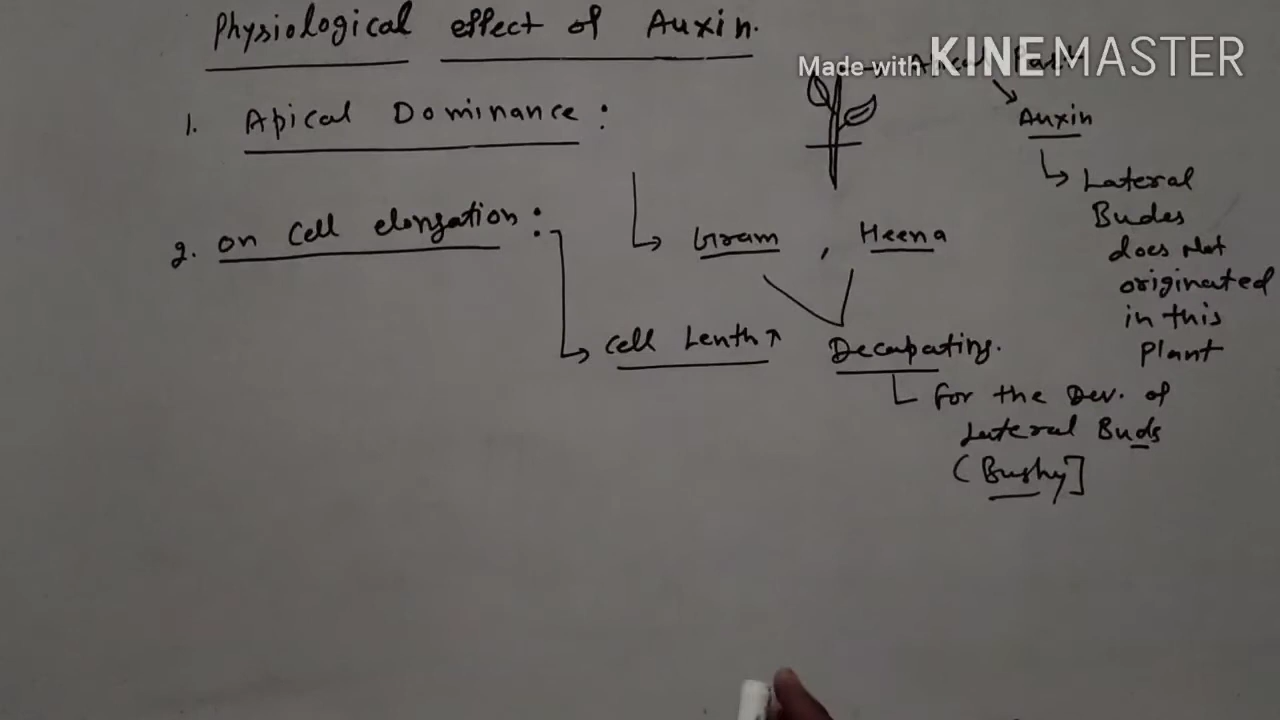 Physiological effect of Auxin.
Made with KINEMASTER
1. Apical Dominance :
Auxin
Lateral
Budes
does Not
originated
in this
Plant
2. on cell elongation :
Gram , Heena
Cell Lenth ↑
Decapating.
For the Dev. of
Lateral Buds
(Bushy]